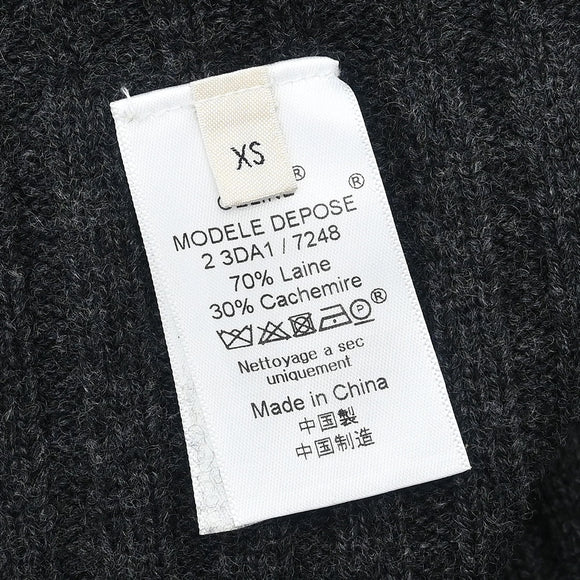 XS
®
MODELE DEPOSE ®
2 3DA1 / 7248
70% Laine
30% Cachemire
P ®
Nettoyage a sec
uniquement
Made in China
中国製
中国制造